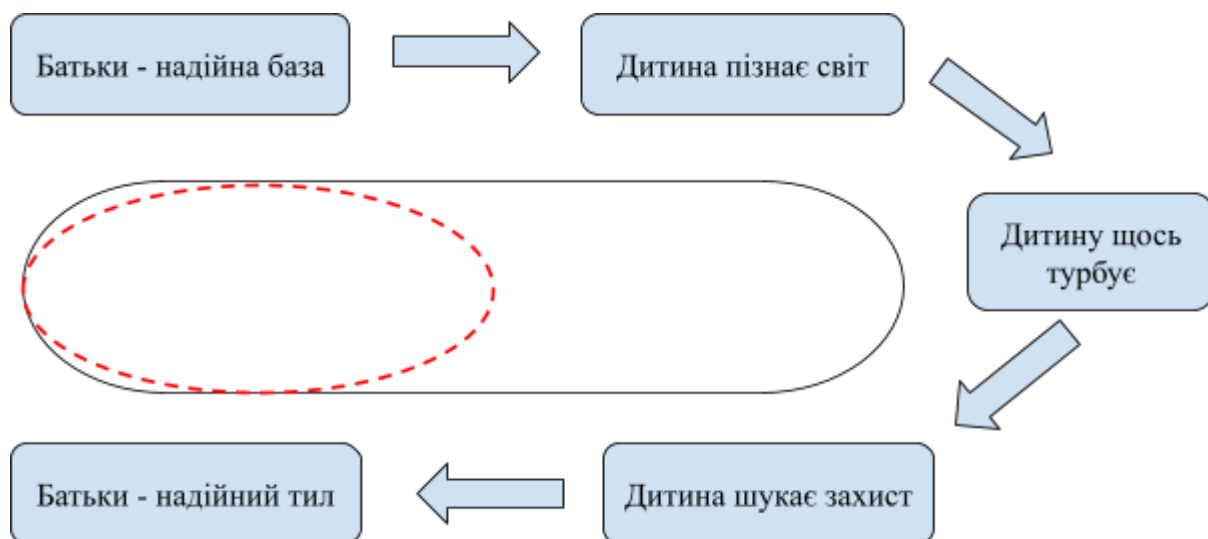 Батьки - надійна база
Дитина пізнає світ
Дитину щось
турбує
Дитина шукає захист
Батьки - надійний тил